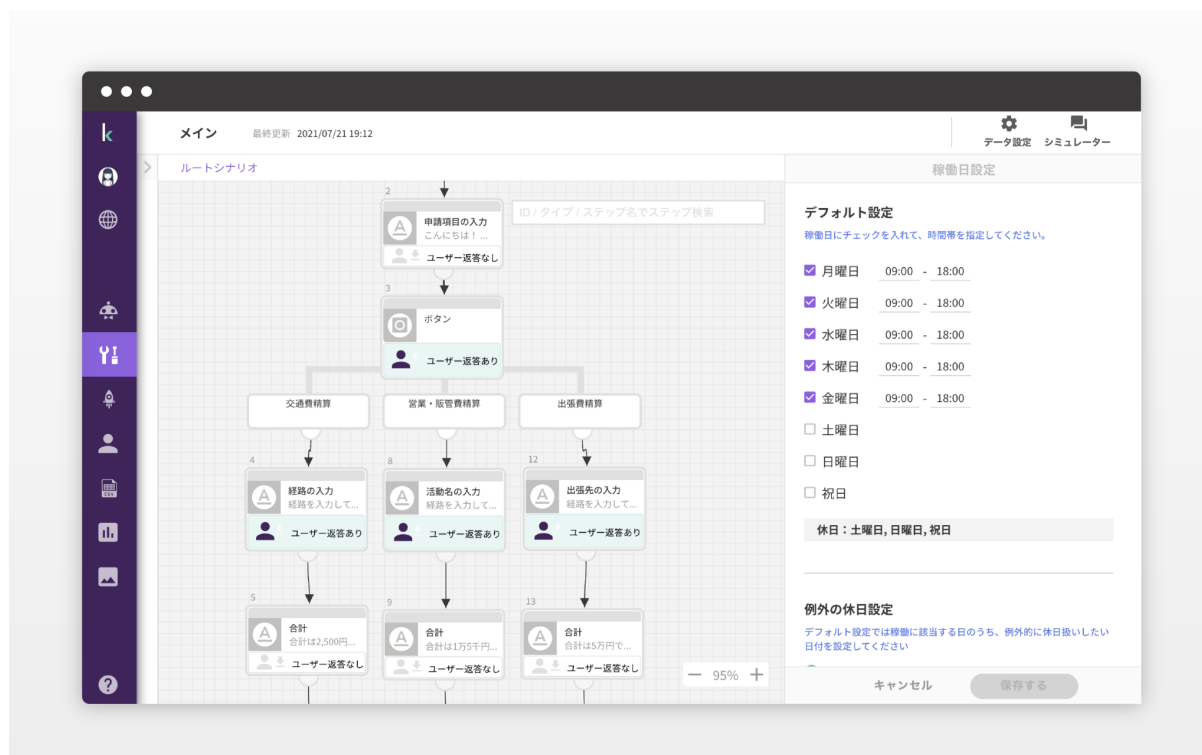 k
メイン
最終更新 2021/07/21 19:12
データ設定
シミュレーター
ルートシナリオ
稼働日設定
ID / タイプ / ステップ名でステップ検索
2
申請項目の入力
こんにちは！ ...
ユーザー返答なし
3
ボタン
ユーザー返答あり
交通費精算
営業・販管費精算
出張費精算
4
経路の入力
経路を入力して...
ユーザー返答あり
8
活動名の入力
経路を入力して...
ユーザー返答あり
12
出張先の入力
経路を入力して...
ユーザー返答あり
5
合計
合計は2,500円...
ユーザー返答なし
9
合計
合計は1万5千円...
ユーザー返答なし
13
合計
合計は5万円で...
ユーザー返答なし
95%
デフォルト設定
稼働日にチェックを入れて、時間帯を指定してください。
月曜日 09:00 - 18:00
火曜日 09:00 - 18:00
水曜日 09:00 - 18:00
木曜日 09:00 - 18:00
金曜日 09:00 - 18:00
土曜日
日曜日
祝日
休日：土曜日, 日曜日, 祝日
例外の休日設定
デフォルト設定では稼働に該当する日のうち、例外的に休日扱いしたい
日付を設定してください
キャンセル
保存する
CSV
?